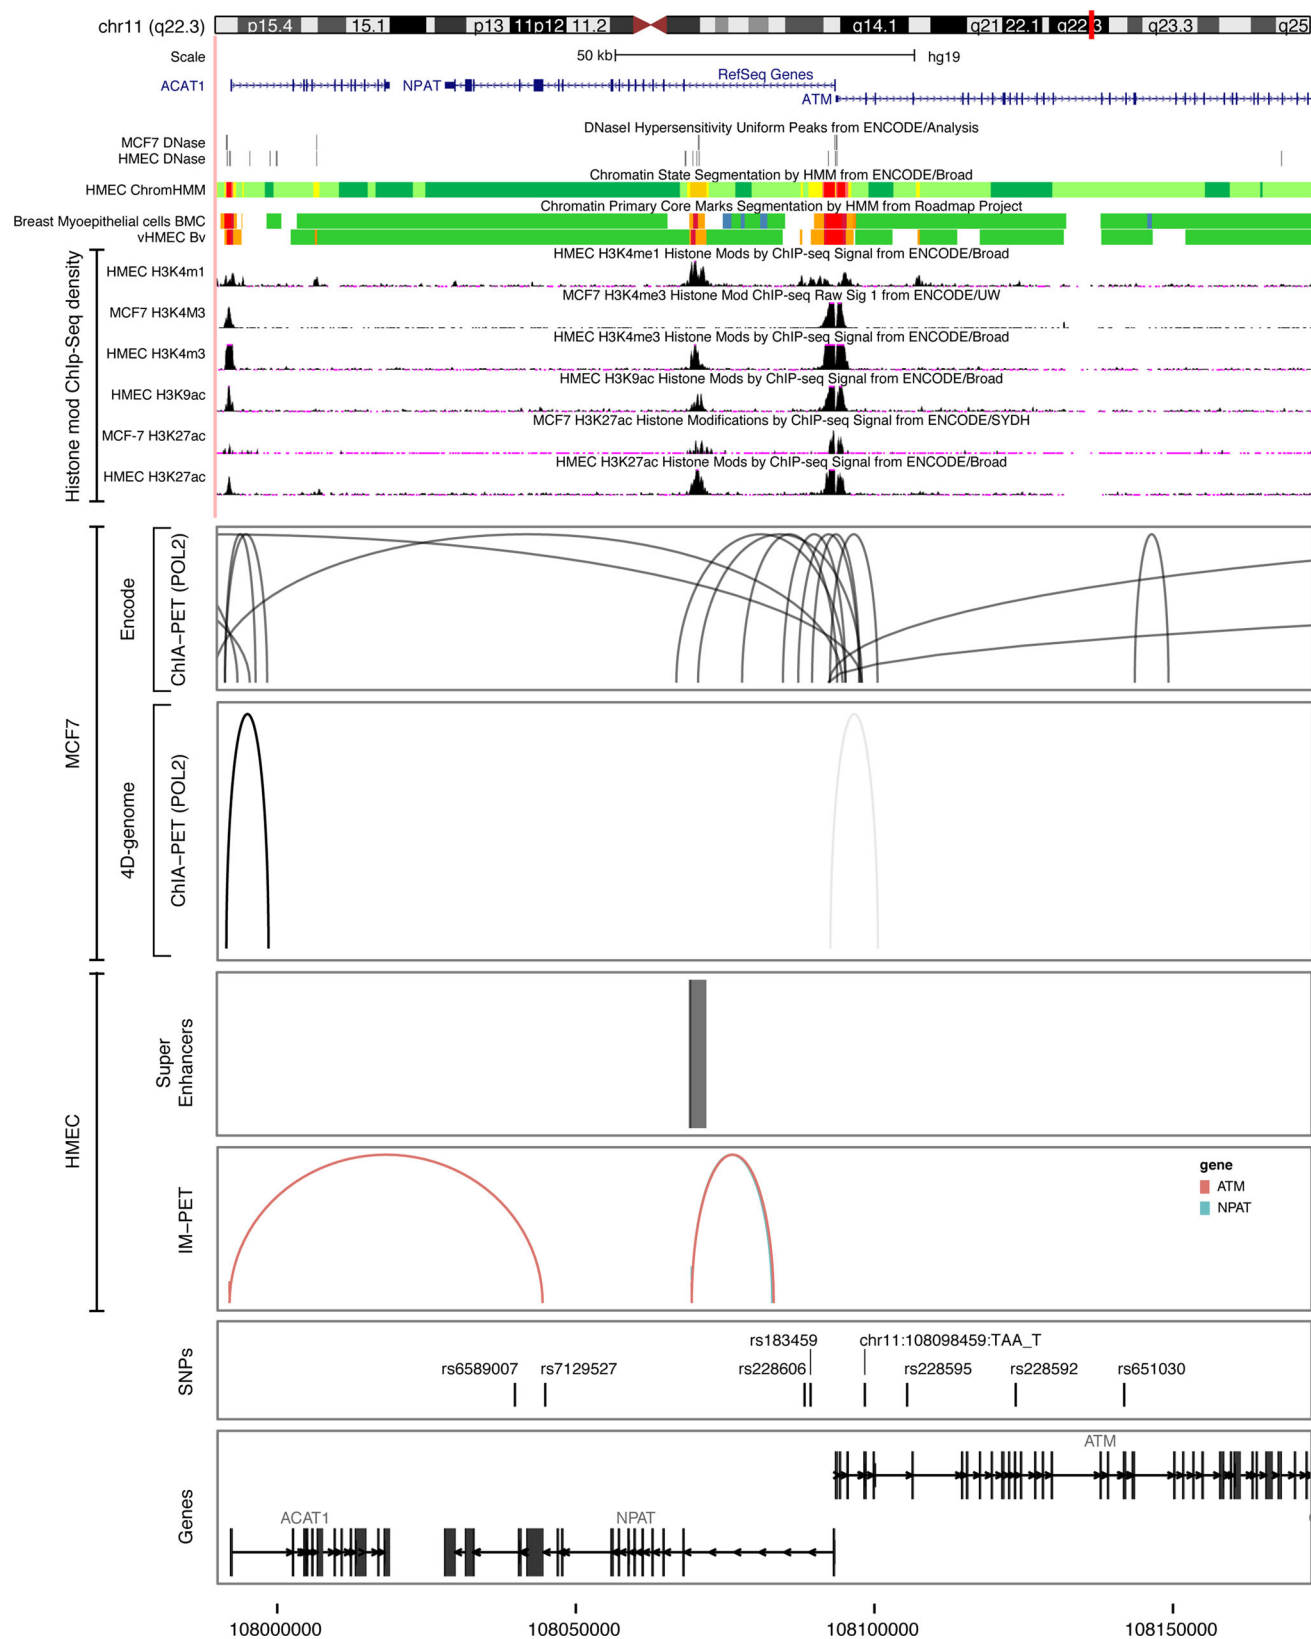 chr11 (q22.3) p15.4 15.1 p13 11p12 11.2 q14.1 q21 22.1 q22.3 q23.3 q25
Scale 50 kb hg19
RefSeq Genes
ACAT1 NPAT
ATM
DNaseI Hypersensitivity Uniform Peaks from ENCODE/Analysis
MCF7 DNase
HMEC DNase
Chromatin State Segmentation by HMM from ENCODE/Broad
HMEC ChromHMM
Chromatin Primary Core Marks Segmentation by HMM from Roadmap Project
Breast Myoepithelial cells BMC
vHMEC Bv
HMEC H3K4me1 Histone Mods by ChIP-seq Signal from ENCODE/Broad
HMEC H3K4m1
MCF7 H3K4me3 Histone Mod ChIP-seq Raw Sig 1 from ENCODE/UW
MCF7 H3K4M3
HMEC H3K4me3 Histone Mods by ChIP-seq Signal from ENCODE/Broad
HMEC H3K4m3
HMEC H3K9ac Histone Mods by ChIP-seq Signal from ENCODE/Broad
HMEC H3K9ac
MCF7 H3K27ac Histone Modifications by ChIP-seq Signal from ENCODE/SYDH
MCF-7 H3K27ac
HMEC H3K27ac Histone Mods by ChIP-seq Signal from ENCODE/Broad
HMEC H3K27ac
Histone mod ChIp-Seq density
MCF7
Encode
ChIA−PET (POL2)
4D-genome
ChIA−PET (POL2)
HMEC
Super
Enhancers
IM−PET
gene
ATM
NPAT
SNPs
rs183459 chr11:108098459:TAA_T
rs6589007 rs7129527 rs228606 rs228595 rs228592 rs651030
Genes
ATM
ACAT1 NPAT
108000000 108050000 108100000 108150000